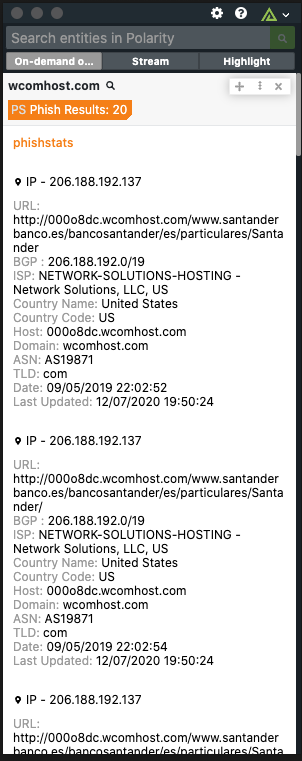 Search entities in Polarity
On-demand o...
Stream
Highlight
wcomhost.com
PS Phish Results: 20
phishstats
IP - 206.188.192.137
URL:
http://000o8dc.wcomhost.com/www.santander
banco.es/bancosantander/es/particulares/Santa
nder
BGP : 206.188.192.0/19
ISP: NETWORK-SOLUTIONS-HOSTING -
Network Solutions, LLC, US
Country Name: United States
Country Code: US
Host: 000o8dc.wcomhost.com
Domain: wcomhost.com
ASN: AS19871
TLD: com
Date: 09/05/2019 22:02:52
Last Updated: 12/07/2020 19:50:24
IP - 206.188.192.137
URL:
http://000o8dc.wcomhost.com/www.santander
banco.es/bancosantander/es/particulares/Santa
nder/
BGP : 206.188.192.0/19
ISP: NETWORK-SOLUTIONS-HOSTING -
Network Solutions, LLC, US
Country Name: United States
Country Code: US
Host: 000o8dc.wcomhost.com
Domain: wcomhost.com
ASN: AS19871
TLD: com
Date: 09/05/2019 22:02:54
Last Updated: 12/07/2020 19:50:24
IP - 206.188.192.137
URL:
http://000o8dc.wcomhost.com/www.santander
banco.es/bancosantander/es/particulares/Santa